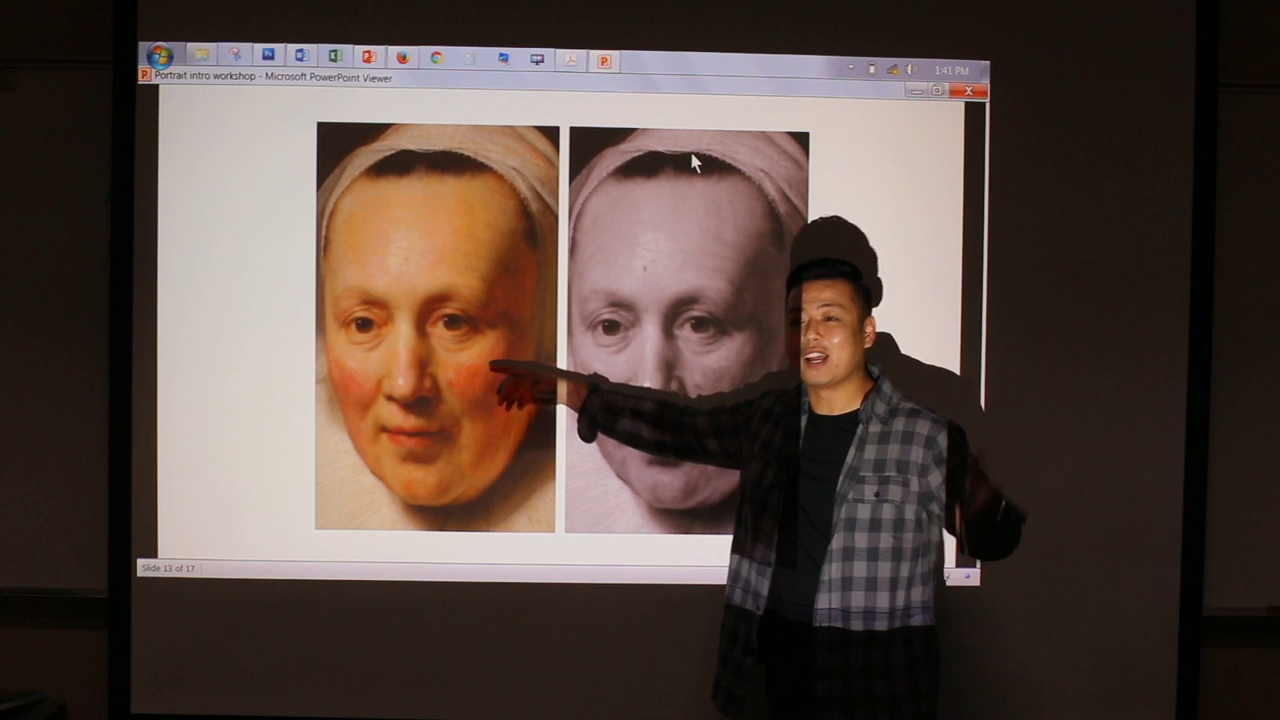 1:41 PM
Portrait intro workshop - Microsoft PowerPoint Viewer
Slide 13 of 17